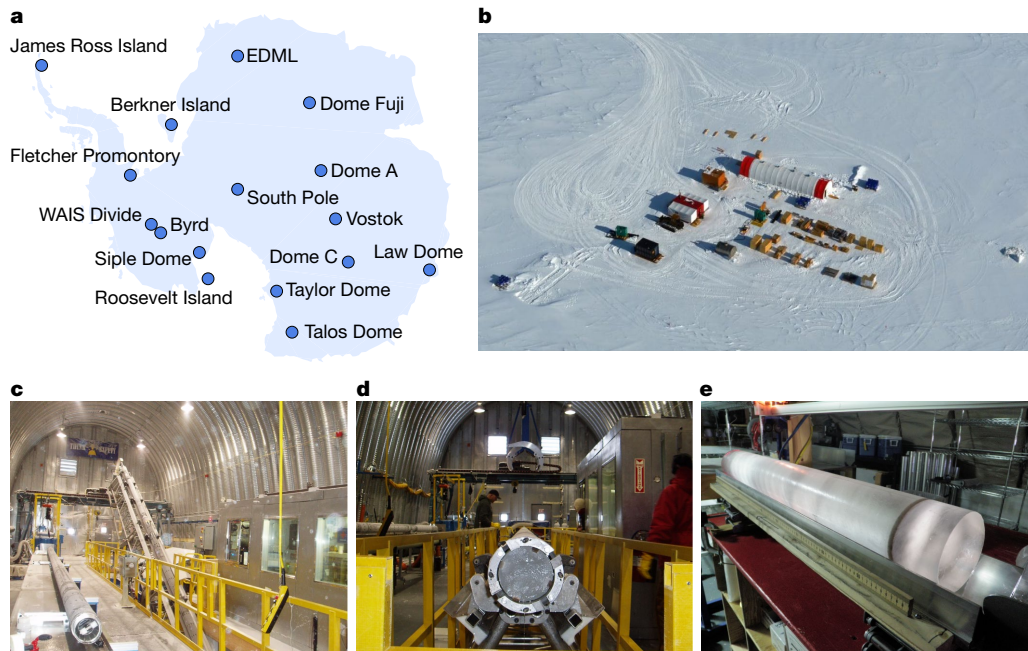 a
James Ross Island
EDML
Berkner Island
Dome Fuji
Fletcher Promontory
Dome A
South Pole
WAIS Divide
Byrd
Vostok
Siple Dome
Dome C
Law Dome
Roosevelt Island
Taylor Dome
Talos Dome
b
c
d
e